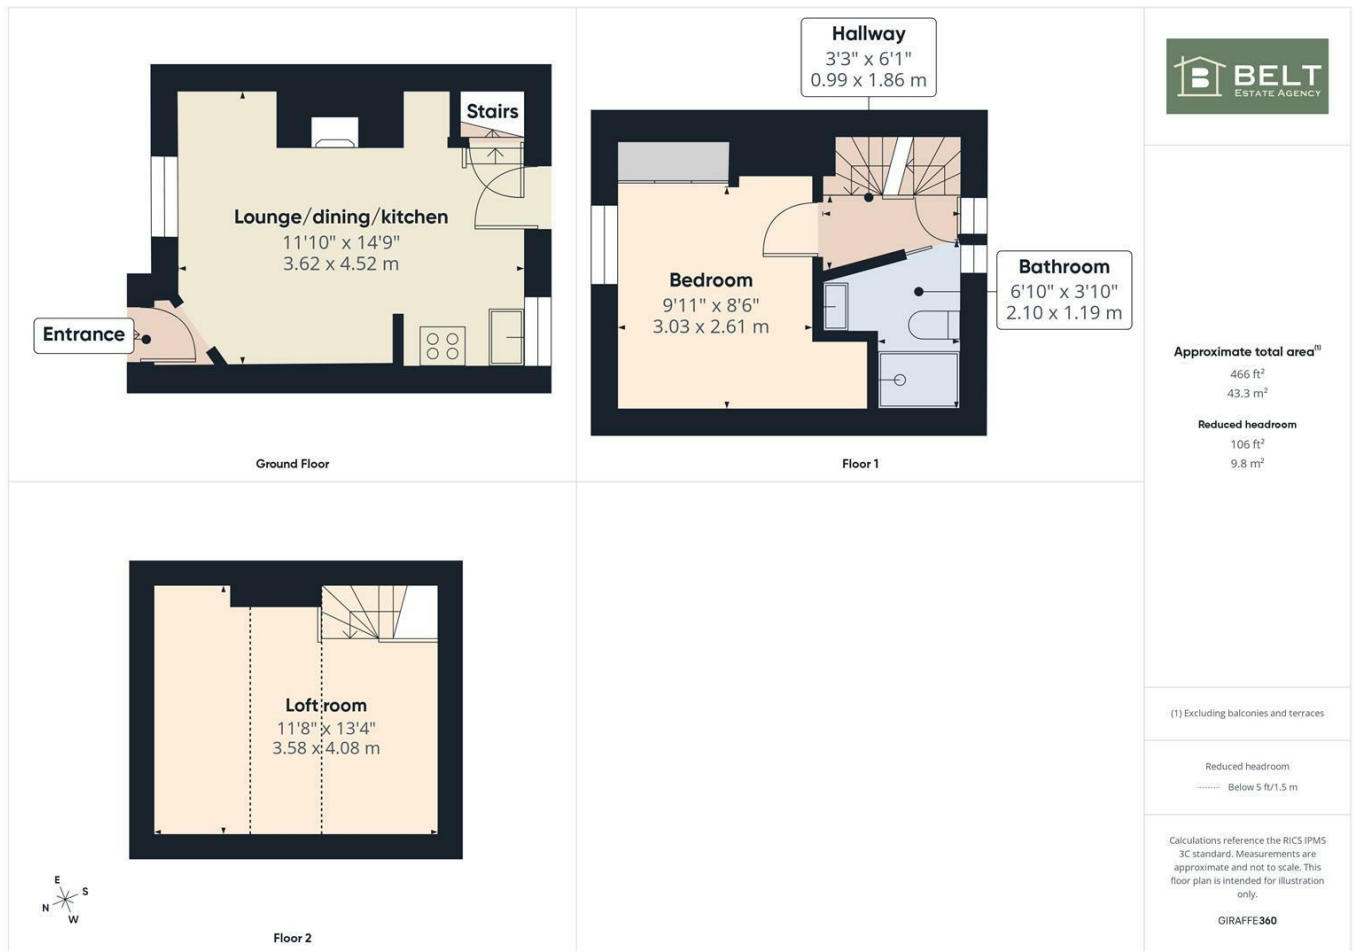 Stairs
Lounge/dining/kitchen
11'10" x 14'9"
3.62 x 4.52 m
Entrance
Ground Floor
Hallway
3'3" x 6'1"
0.99 x 1.86 m
Bedroom
9'11" x 8'6"
3.03 x 2.61 m
Bathroom
6'10" x 3'10"
2.10 x 1.19 m
Floor 1
Loft room
11'8" x 13'4"
3.58 x 4.08 m
E
S
N
W
Floor 2
B BELT
ESTATE AGENCY
Approximate total area(1)
466 ft²
43.3 m²
Reduced headroom
106 ft²
9.8 m²
(1) Excluding balconies and terraces
Reduced headroom
Below 5 ft/1.5 m
Calculations reference the RICS IPMS
3C standard. Measurements are
approximate and not to scale. This
floor plan is intended for illustration
only.
GIRAFFE360